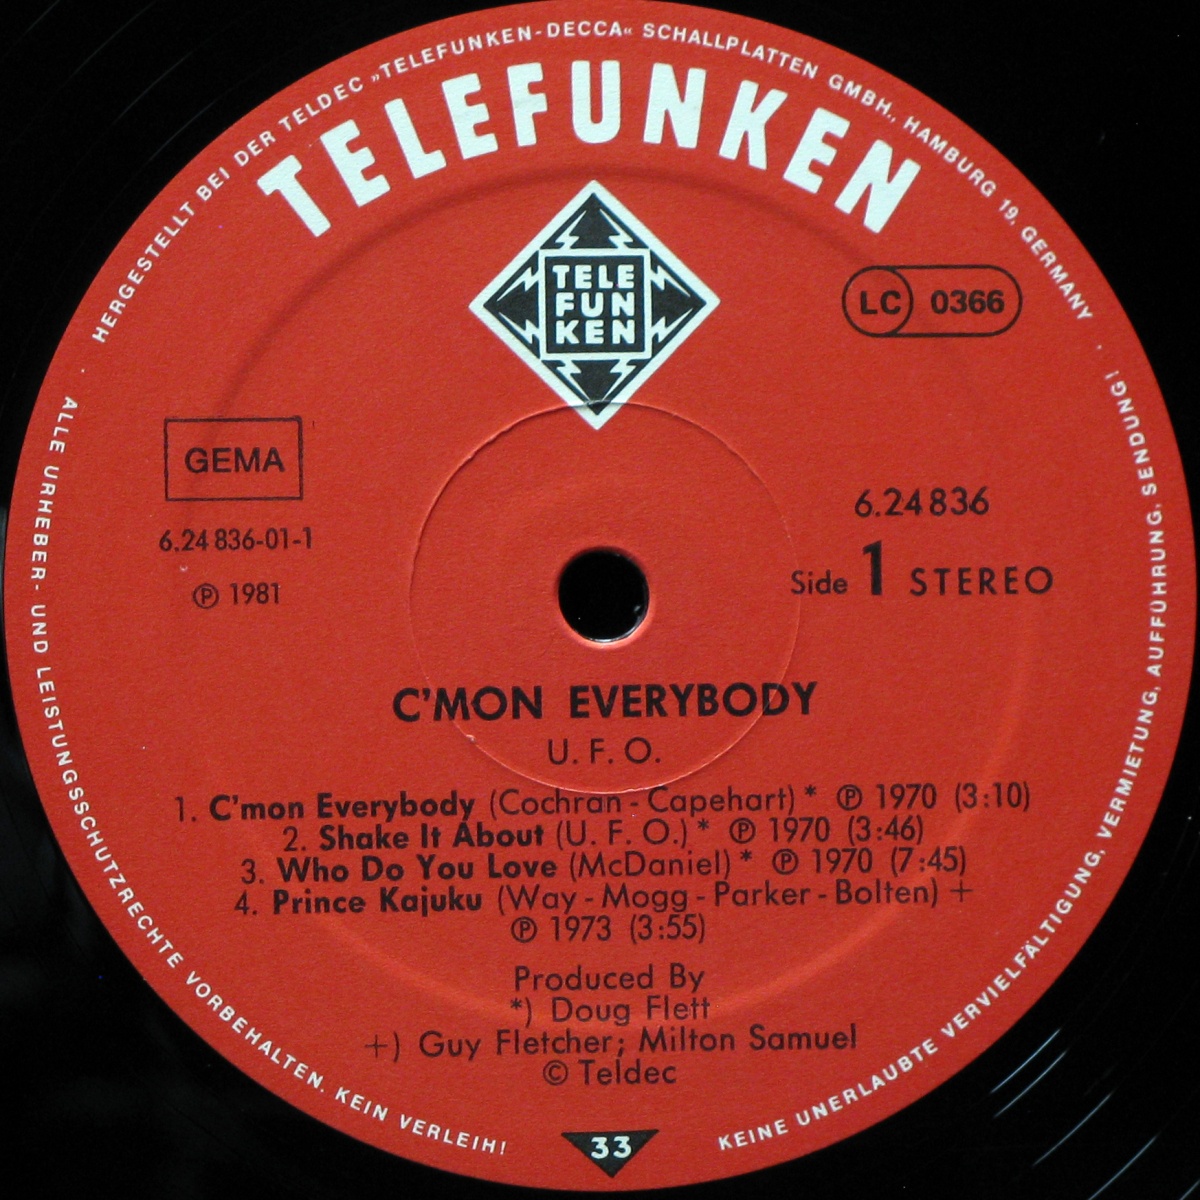 HERGESTELLT BEI DER TELDEC »TELEFUNKEN-DECCA« SCHALLPLATTEN GMBH., HAMBURG 19, GERMANY
TELEFUNKEN
TELE
FUN
KEN
LC 0366
GEMA
6.24836-01-1
℗ 1981
6.24836
Side 1 STEREO
C'MON EVERYBODY
U. F. O.
1. C'mon Everybody (Cochran - Capehart) * ℗ 1970 (3:10)
2. Shake It About (U. F. O.) * ℗ 1970 (3:46)
3. Who Do You Love (McDaniel) * ℗ 1970 (7:45)
4. Prince Kajuku (Way - Mogg - Parker - Bolten) +
℗ 1973 (3:55)
Produced By
*) Doug Flett
+) Guy Fletcher; Milton Samuel
© Teldec
33
ALLE URHEBER- UND LEISTUNGSSCHUTZRECHTE VORBEHALTEN. KEIN VERLEIH!
KEINE UNERLAUBTE VERVIELFÄLTIGUNG, VERMIETUNG, AUFFÜHRUNG, SENDUNG!